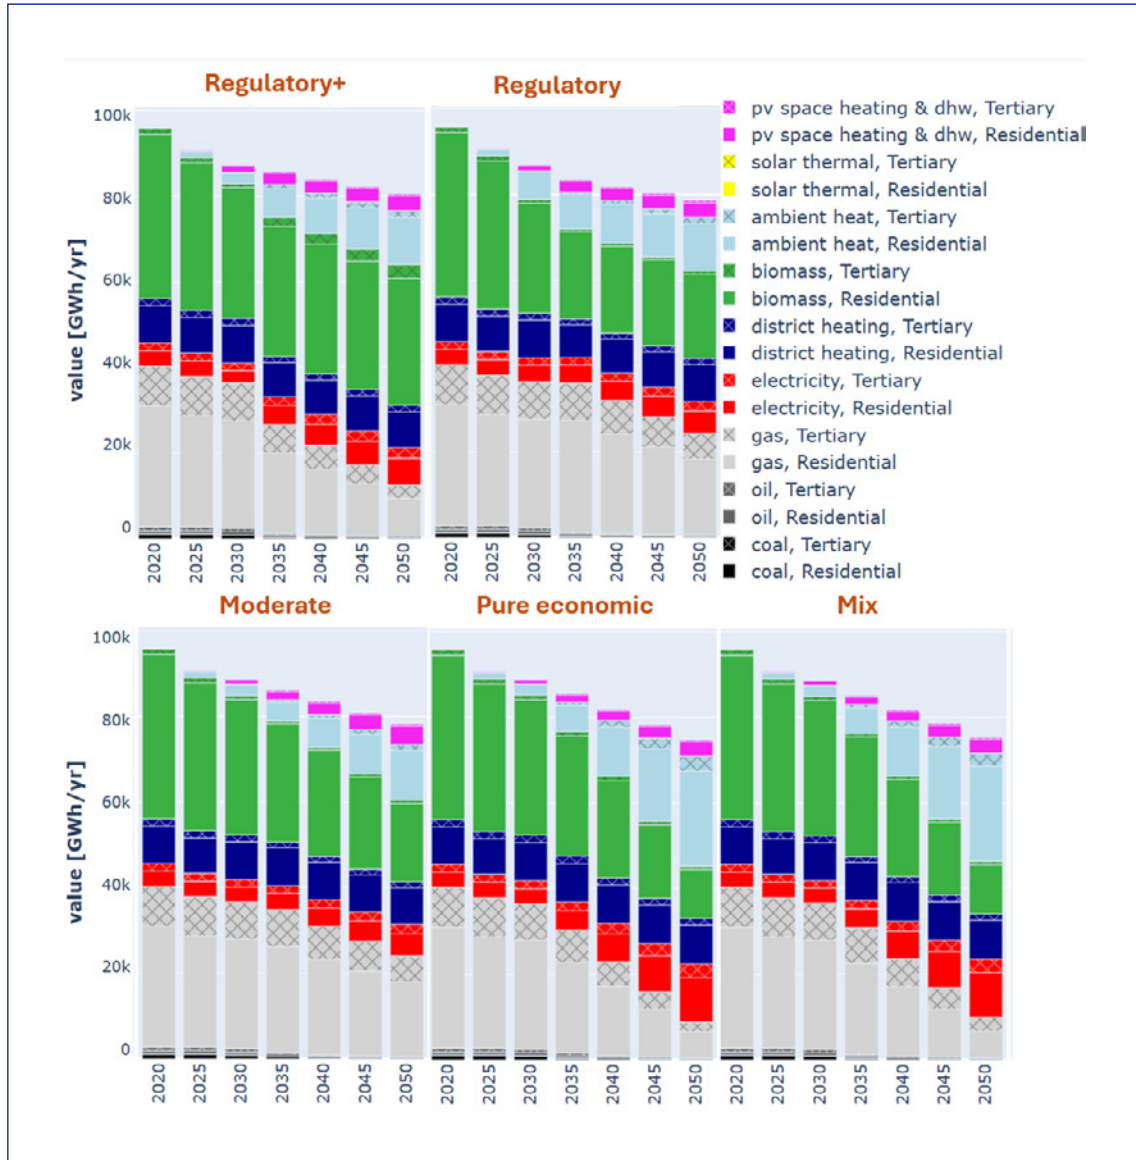 Regulatory+
Regulatory
100k
80k
60k
40k
20k
0
value [GWh/yr]
2020 2025 2030 2035 2040 2045 2050
2020 2025 2030 2035 2040 2045 2050
pv space heating & dhw, Tertiary
pv space heating & dhw, Residential
solar thermal, Tertiary
solar thermal, Residential
ambient heat, Tertiary
ambient heat, Residential
biomass, Tertiary
biomass, Residential
district heating, Tertiary
district heating, Residential
electricity, Tertiary
electricity, Residential
gas, Tertiary
gas, Residential
oil, Tertiary
oil, Residential
coal, Tertiary
coal, Residential
Moderate
Pure economic
Mix
100k
80k
60k
40k
20k
0
value [GWh/yr]
2020 2025 2030 2035 2040 2045 2050
2020 2025 2030 2035 2040 2045 2050
2020 2025 2030 2035 2040 2045 2050